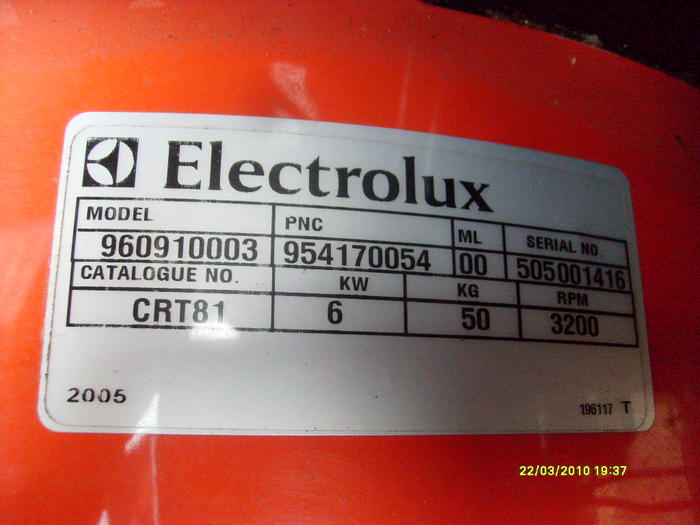 Electrolux
MODEL PNC ML SERIAL NO.
960910003 954170054 00 505001416
CATALOGUE NO. KW KG RPM
CRT81 6 50 3200
2005 196117 T
22/03/2010 19:37